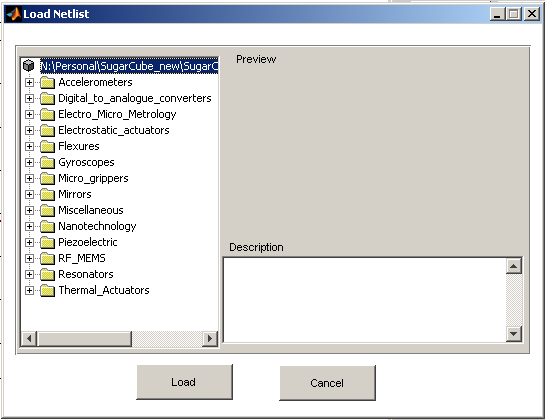 Load Netlist
N:\Personal\SugarCube_new\SugarC
Accelerometers
Digital_to_analogue_converters
Electro_Micro_Metrology
Electrostatic_actuators
Flexures
Gyroscopes
Micro_grippers
Mirrors
Miscellaneous
Nanotechnology
Piezoelectric
RF_MEMS
Resonators
Thermal_Actuators
Preview
Description
Load
Cancel